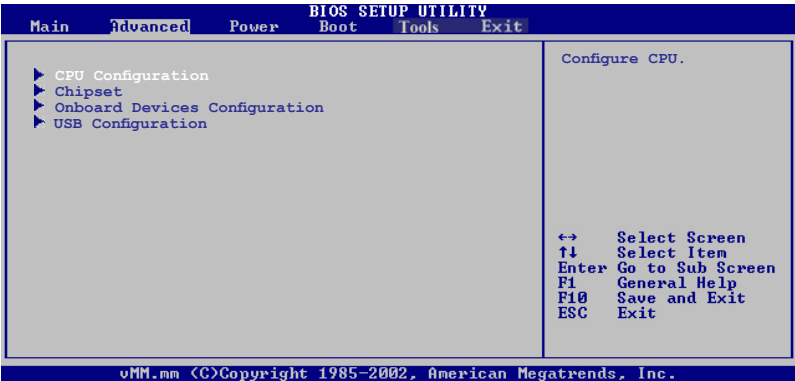 BIOS SETUP UTILITY
Main Advanced Power Boot Tools Exit
CPU Configuration
Chipset
Onboard Devices Configuration
USB Configuration
Configure CPU.
←→ Select Screen
↑↓ Select Item
Enter Go to Sub Screen
F1 General Help
F10 Save and Exit
ESC Exit
vMM.mm (C)Copyright 1985-2002, American Megatrends, Inc.